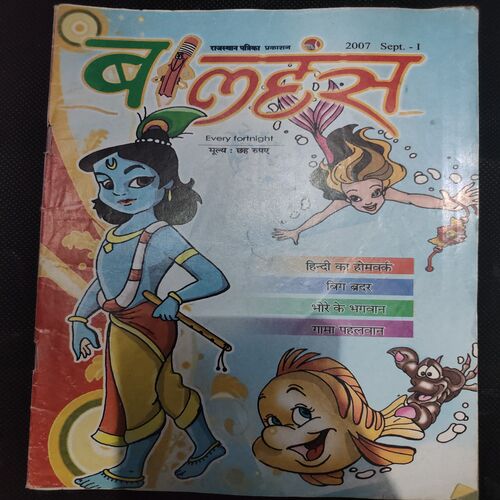 राजस्थान पत्रिका प्रकाशन
2007 Sept. - I
बालहंस
Every fortnight
मूल्य : छह रुपए
हिन्दी का होमवर्क
बिग ब्रदर
भौंरे के भगवान
गामा पहलवान